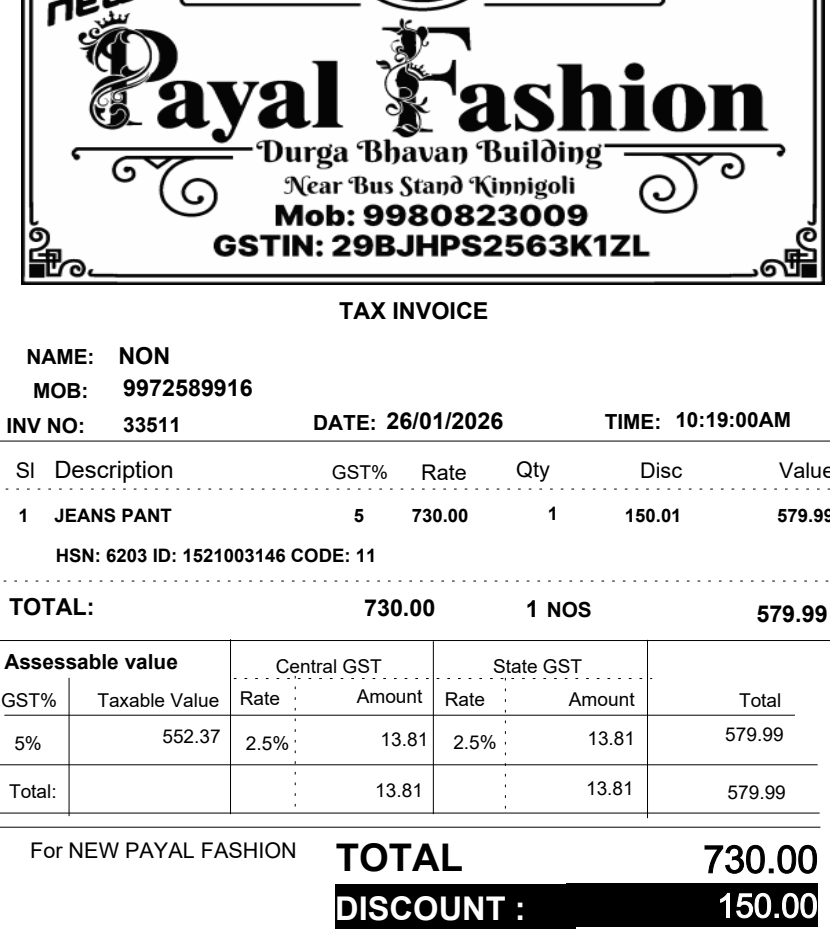 new
Payal Fashion
Durga Bhavan Building
Near Bus Stand Kinnigoli
Mob: 9980823009
GSTIN: 29BJHPS2563K1ZL
TAX INVOICE
NAME: NON
MOB: 9972589916
INV NO: 33511 DATE: 26/01/2026 TIME: 10:19:00AM
Sl Description GST% Rate Qty Disc Value
1 JEANS PANT 5 730.00 1 150.01 579.99
HSN: 6203 ID: 1521003146 CODE: 11
TOTAL: 730.00 1 NOS 579.99
Assessable value Central GST State GST
GST% Taxable Value Rate Amount Rate Amount Total
5% 552.37 2.5% 13.81 2.5% 13.81 579.99
Total: 13.81 13.81 579.99
For NEW PAYAL FASHION TOTAL 730.00
DISCOUNT : 150.00